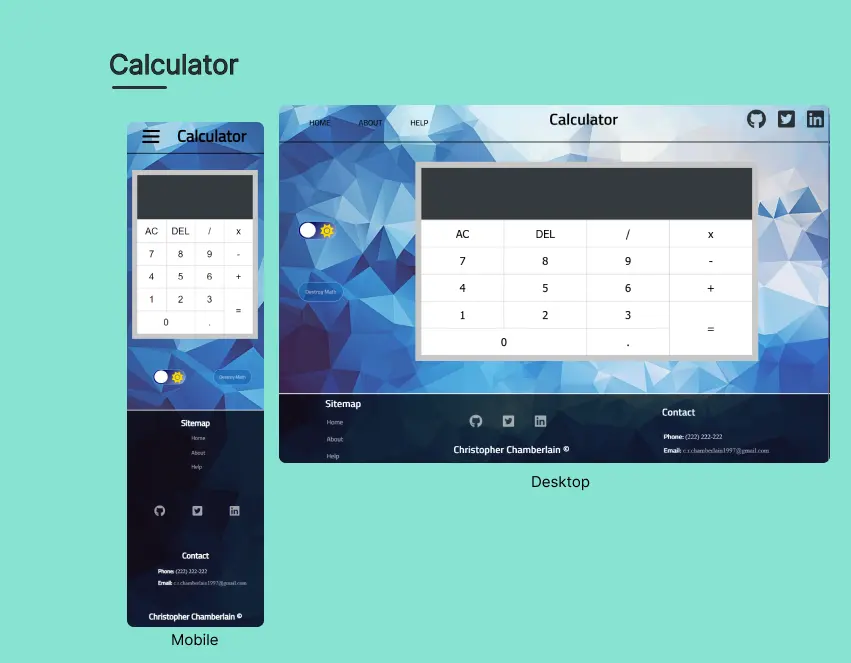 Calculator
Calculator
AC DEL / x
7 8 9 -
4 5 6 +
1 2 3
=
0 .
Destroy Math
Sitemap
Home
About
Help
Contact
Phone: (222) 222-222
Email: c.r.chamberlain1997@gmail.com
Christopher Chamberlain ©
Mobile
HOME ABOUT HELP
Calculator
AC DEL / x
7 8 9 -
4 5 6 +
1 2 3
=
0 .
Destroy Math
Sitemap
Home
About
Help
Christopher Chamberlain ©
Contact
Phone: (222) 222-222
Email: c.r.chamberlain1997@gmail.com
Desktop